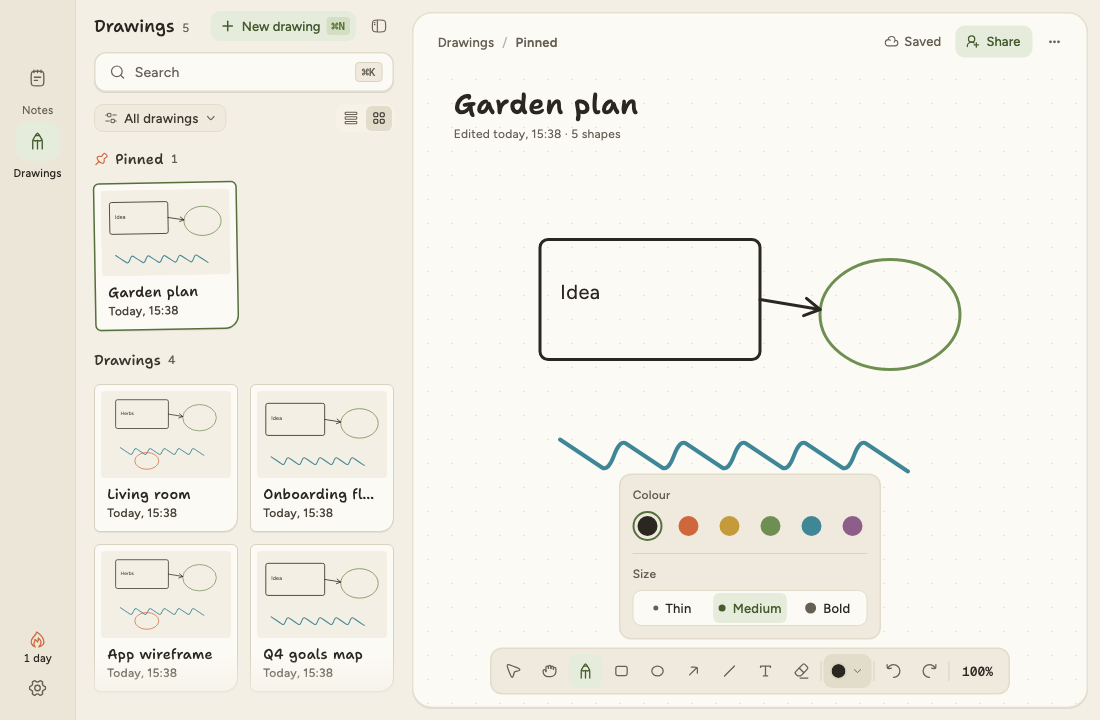 Notes
Drawings
1 day
Drawings 5
New drawing ⌘N
Search ⌘K
All drawings
Pinned 1
Idea
Garden plan
Today, 15:38
Drawings 4
Herbs
Living room
Today, 15:38
Idea
Onboarding fl...
Today, 15:38
Herbs
App wireframe
Today, 15:38
Idea
Q4 goals map
Today, 15:38
Drawings / Pinned
Saved
Share
Garden plan
Edited today, 15:38 · 5 shapes
Idea
Colour
Size
Thin
Medium
Bold
100%